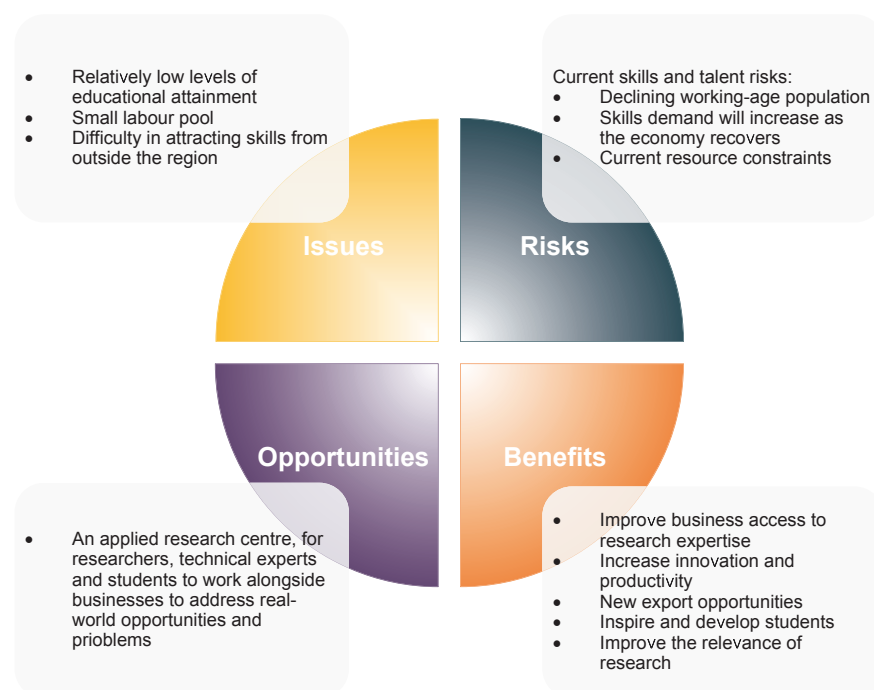 • Relatively low levels of
educational attainment
• Small labour pool
• Difficulty in attracting skills from
outside the region
Current skills and talent risks:
• Declining working-age population
• Skills demand will increase as
the economy recovers
• Current resource constraints
Issues
Risks
Opportunities
Benefits
• An applied research centre, for
researchers, technical experts
and students to work alongside
businesses to address real-
world opportunities and
prioblems
• Improve business access to
research expertise
• Increase innovation and
productivity
• New export opportunities
• Inspire and develop students
• Improve the relevance of
research